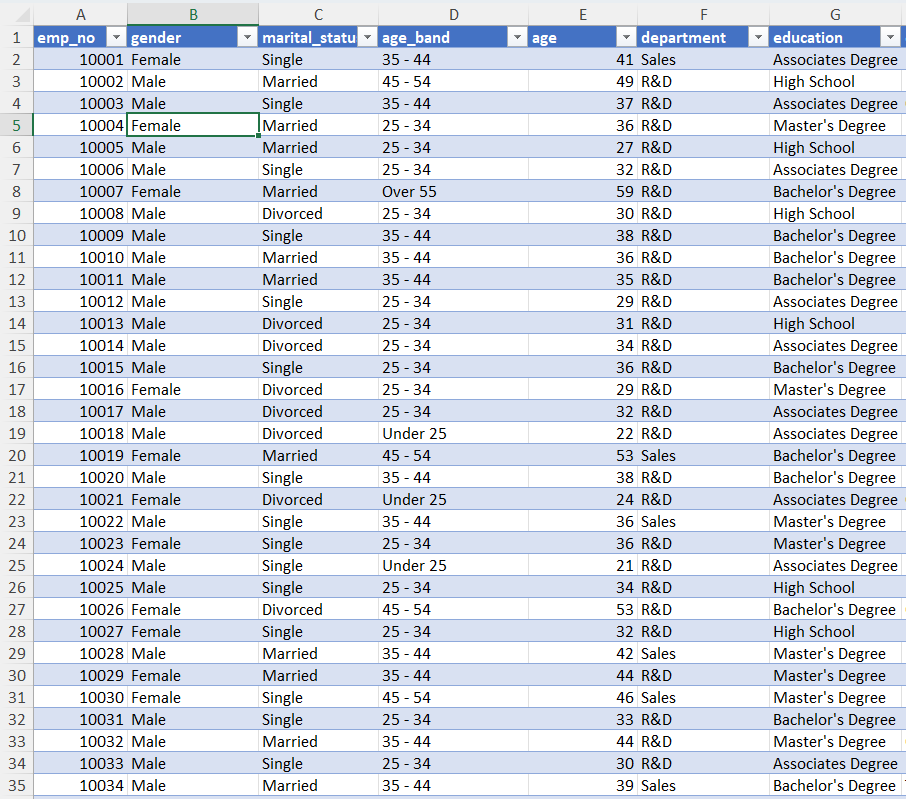 A B C D E F G
1 emp_no gender marital_statu age_band age department education
2 10001 Female Single 35 - 44 41 Sales Associates Degree
3 10002 Male Married 45 - 54 49 R&D High School
4 10003 Male Single 35 - 44 37 R&D Associates Degree
5 10004 Female Married 25 - 34 36 R&D Master's Degree
6 10005 Male Married 25 - 34 27 R&D High School
7 10006 Male Single 25 - 34 32 R&D Associates Degree
8 10007 Female Married Over 55 59 R&D Bachelor's Degree
9 10008 Male Divorced 25 - 34 30 R&D High School
10 10009 Male Single 35 - 44 38 R&D Bachelor's Degree
11 10010 Male Married 35 - 44 36 R&D Bachelor's Degree
12 10011 Male Married 35 - 44 35 R&D Bachelor's Degree
13 10012 Male Single 25 - 34 29 R&D Associates Degree
14 10013 Male Divorced 25 - 34 31 R&D High School
15 10014 Male Divorced 25 - 34 34 R&D Associates Degree
16 10015 Male Single 25 - 34 36 R&D Bachelor's Degree
17 10016 Female Divorced 25 - 34 29 R&D Master's Degree
18 10017 Male Divorced 25 - 34 32 R&D Associates Degree
19 10018 Male Divorced Under 25 22 R&D Associates Degree
20 10019 Female Married 45 - 54 53 Sales Bachelor's Degree
21 10020 Male Single 35 - 44 38 R&D Bachelor's Degree
22 10021 Female Divorced Under 25 24 R&D Associates Degree
23 10022 Male Single 35 - 44 36 Sales Master's Degree
24 10023 Female Single 25 - 34 36 R&D Master's Degree
25 10024 Male Single Under 25 21 R&D Associates Degree
26 10025 Male Single 25 - 34 34 R&D High School
27 10026 Female Divorced 45 - 54 53 R&D Bachelor's Degree
28 10027 Female Single 25 - 34 32 R&D High School
29 10028 Male Married 35 - 44 42 Sales Master's Degree
30 10029 Female Married 35 - 44 44 R&D Master's Degree
31 10030 Female Single 45 - 54 46 Sales Master's Degree
32 10031 Male Single 25 - 34 33 R&D Bachelor's Degree
33 10032 Male Married 35 - 44 44 R&D Master's Degree
34 10033 Male Single 25 - 34 30 R&D Associates Degree
35 10034 Male Married 35 - 44 39 Sales Bachelor's Degree